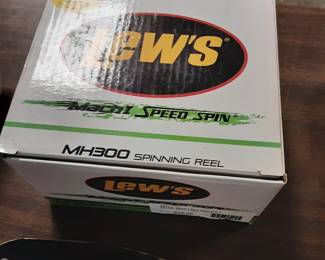 Lew's®
Mach I Speed Spin
MH300 SPINNING REEL
Lew's